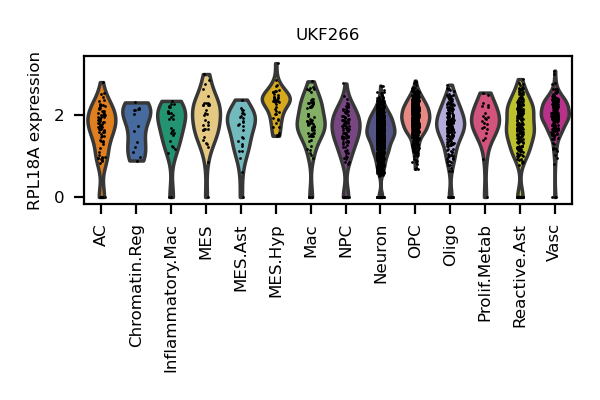 UKF266
RPL18A expression
2
0
AC
Chromatin.Reg
Inflammatory.Mac
MES
MES.Ast
MES.Hyp
Mac
NPC
Neuron
OPC
Oligo
Prolif.Metab
Reactive.Ast
Vasc